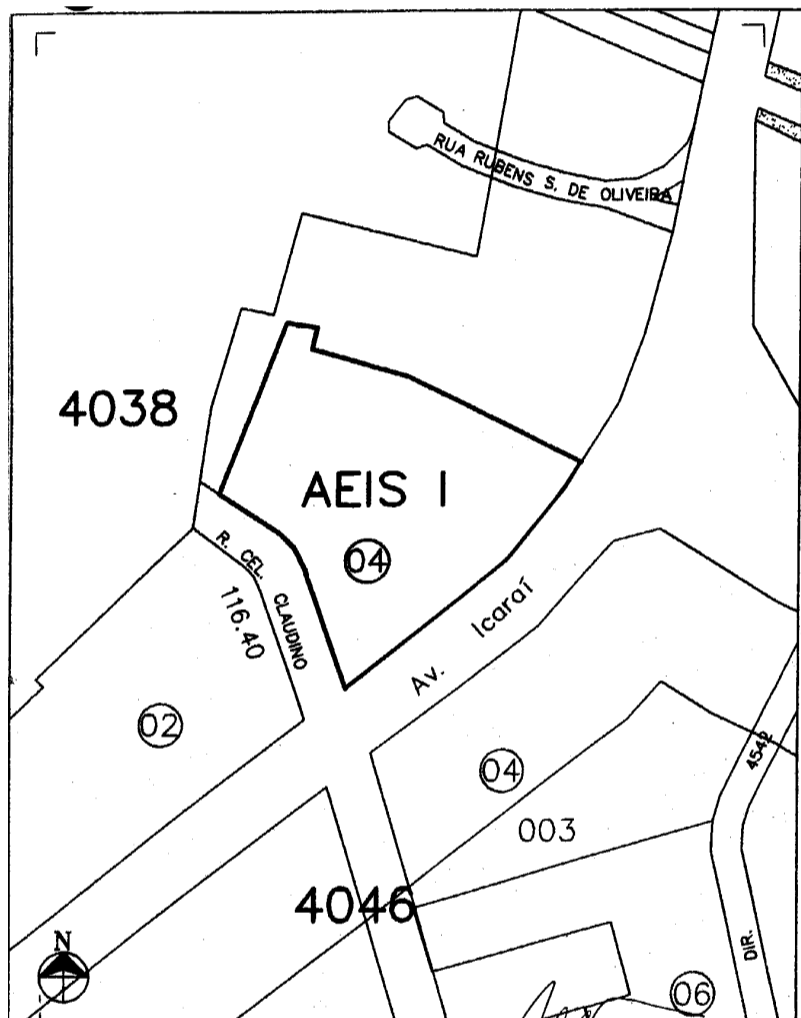 RUA RUBENS S. DE OLIVEIRA
4038
AEIS I
04
R. CEL. CLAUDINO
116.40
Av. Icaraí
02
04
4542
003
4046
N
DIR.
06